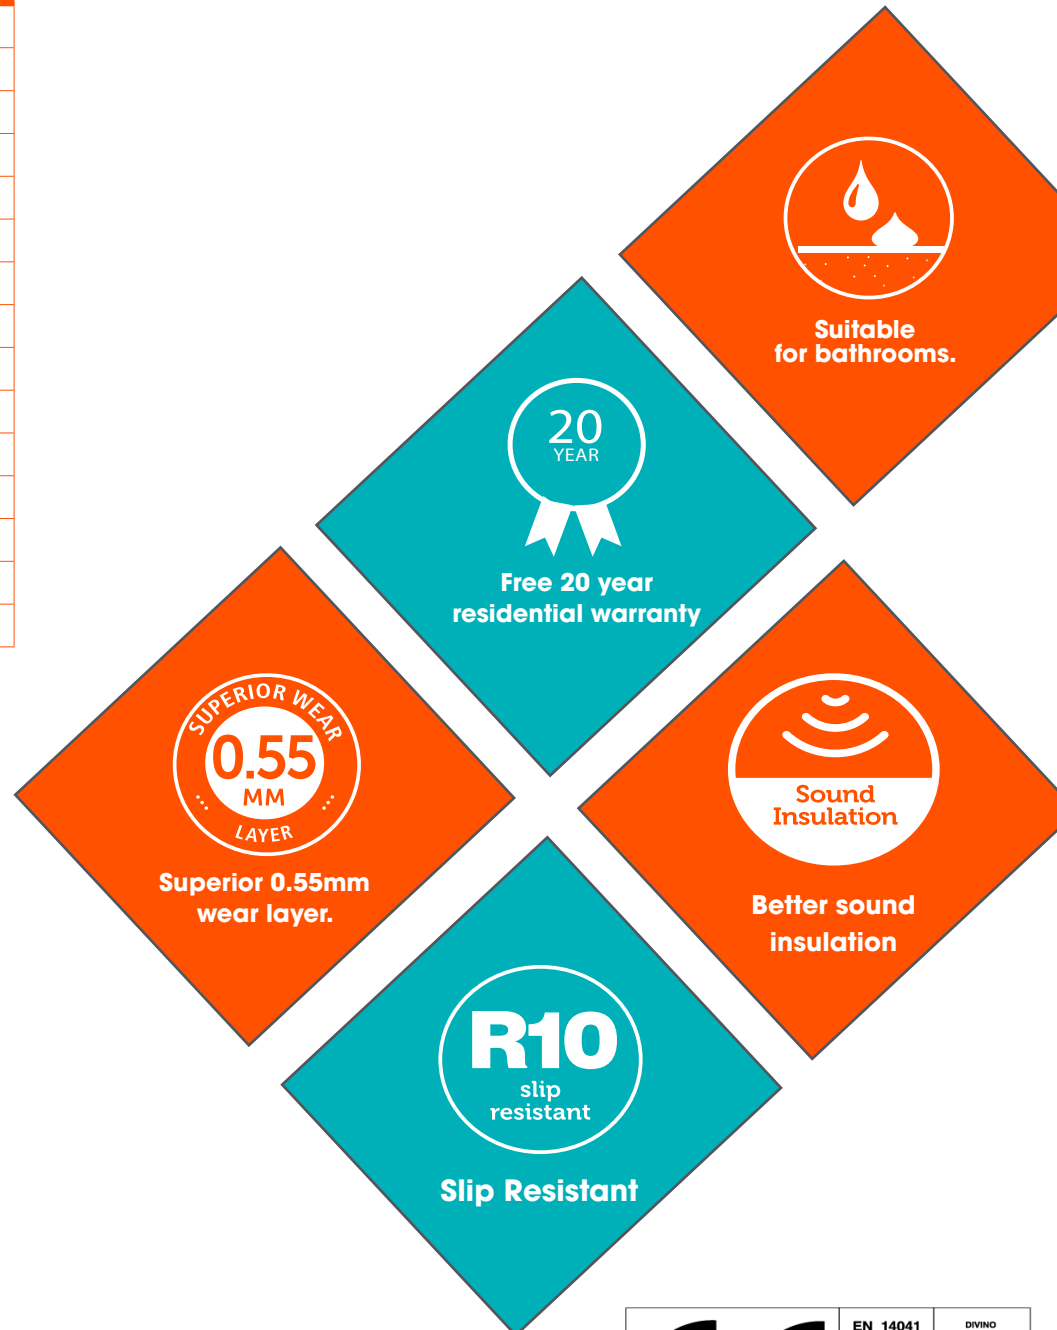 Suitable
for bathrooms.
20
YEAR
Free 20 year
residential warranty
SUPERIOR WEAR
0.55
MM
LAYER
Superior 0.55mm
wear layer.
Sound
Insulation
Better sound
insulation
R10
slip
resistant
Slip Resistant
CE
EN 14041
DIVINO